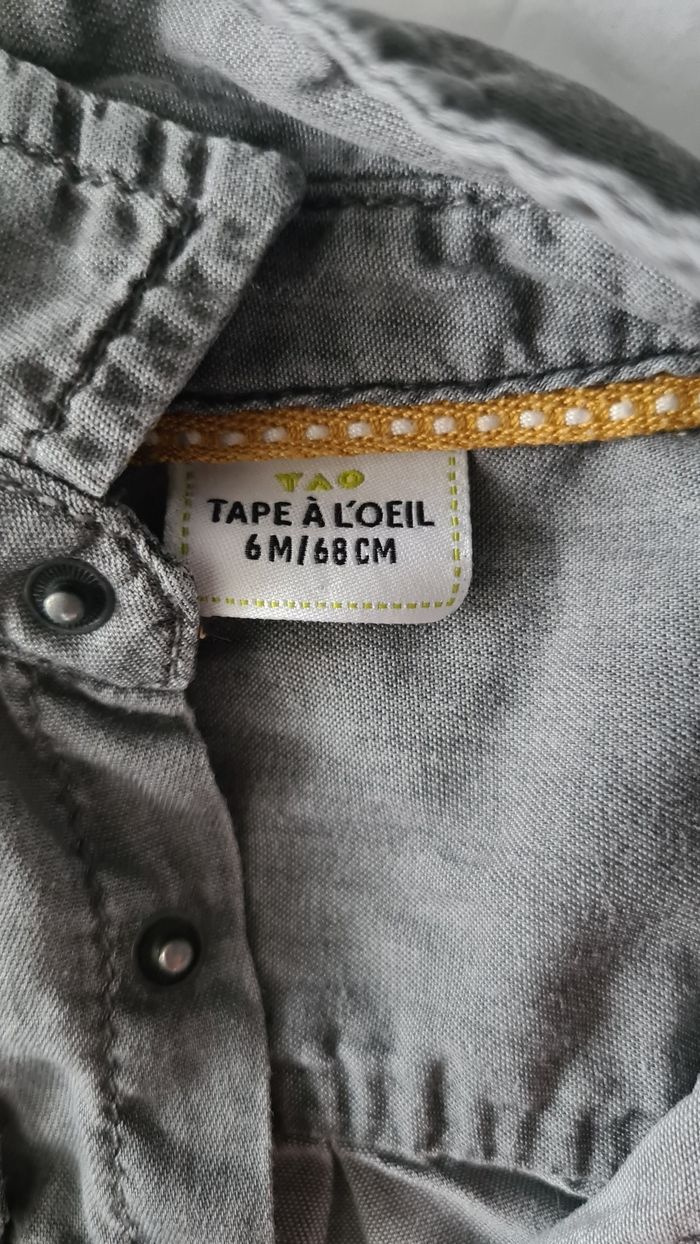 TAO
TAPE À L'OEIL
6M/68CM